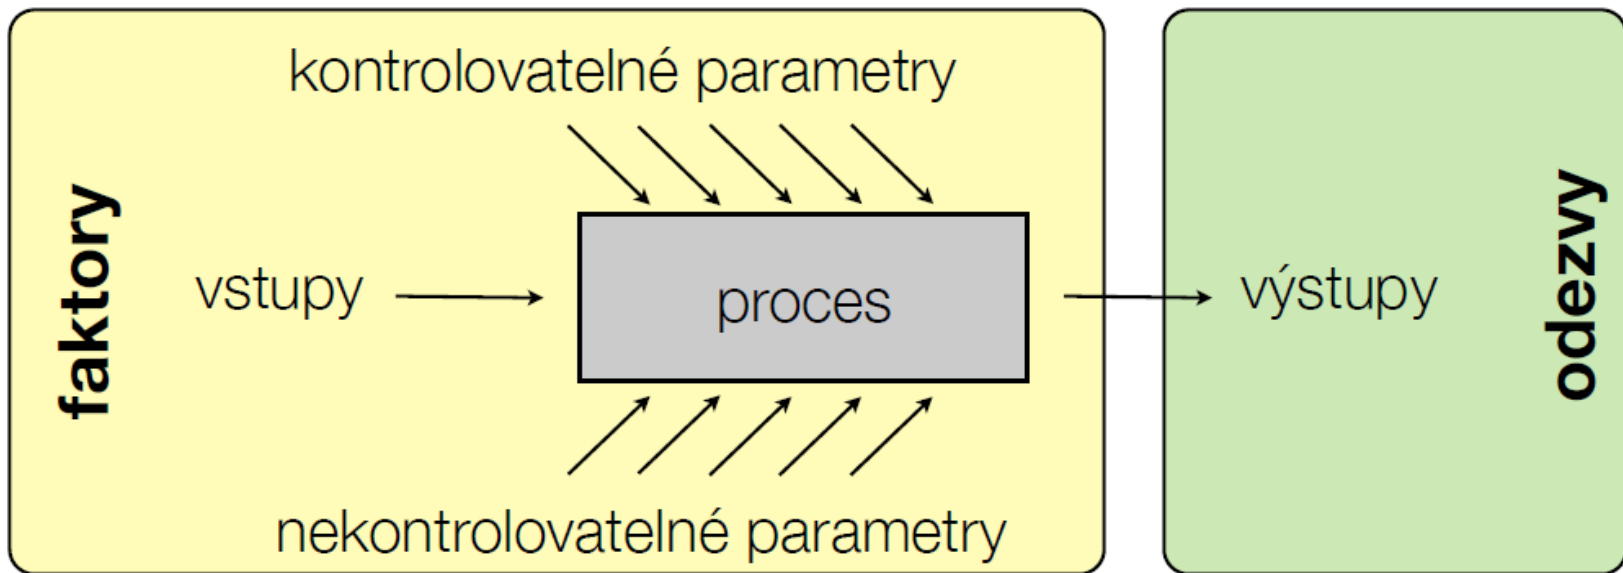 kontrolovatelné parametry
faktory
vstupy
proces
výstupy
odezvy
nekontrolovatelné parametry